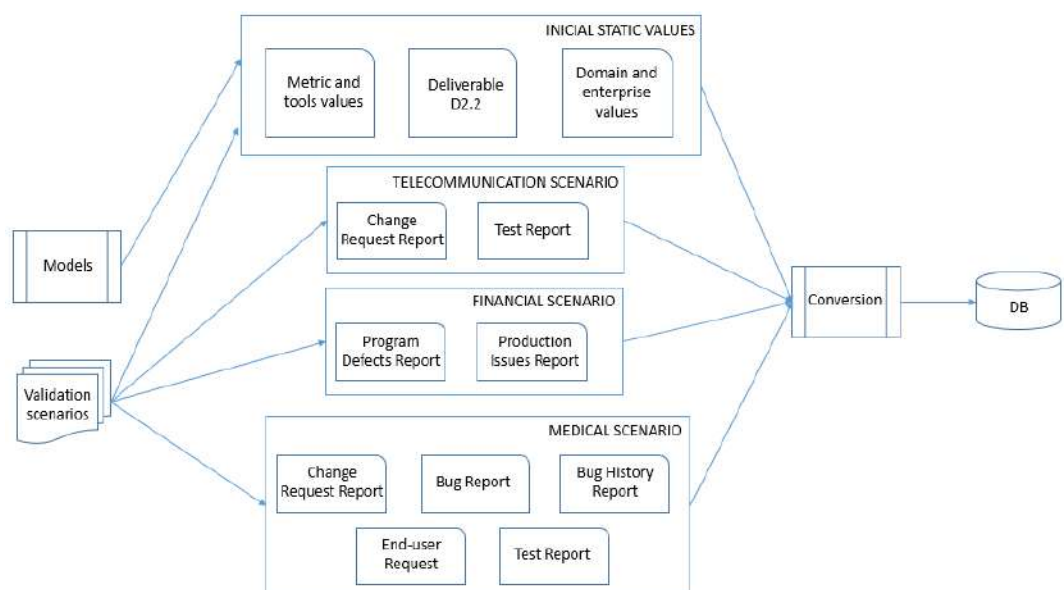 INICIAL STATIC VALUES
Metric and
tools values
Deliverable
D2.2
Domain and
enterprise
values
TELECOMMUNICATION SCENARIO
Change
Request Report
Test Report
Models
FINANCIAL SCENARIO
Program
Defects Report
Production
Issues Report
Conversion
DB
Validation
scenarios
MEDICAL SCENARIO
Change
Request Report
Bug Report
Bug History
Report
End-user
Request
Test Report